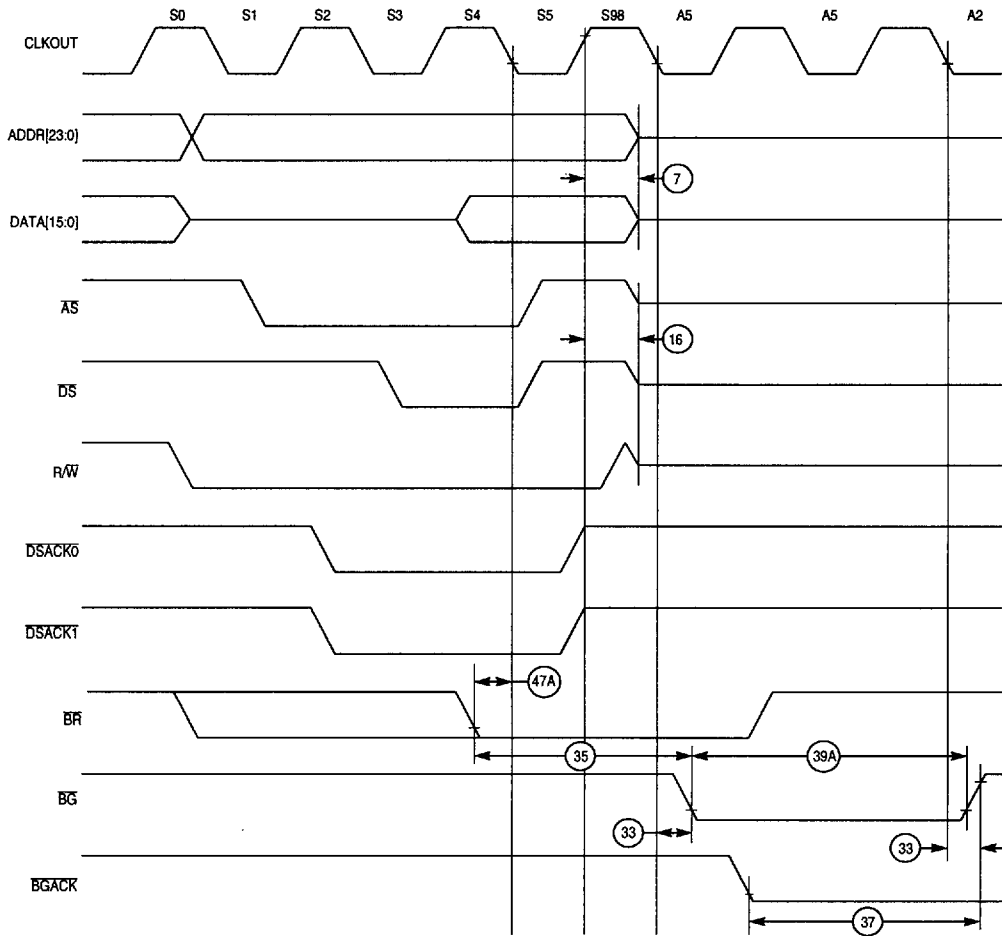 S0 S1 S2 S3 S4 S5 S98 A5 A5 A2
CLKOUT
ADDR[23:0]
7
DATA[15:0]
AS
16
DS
R/W
DSACK0
DSACK1
47A
BR
35 39A
BG
33 33
BGACK
37